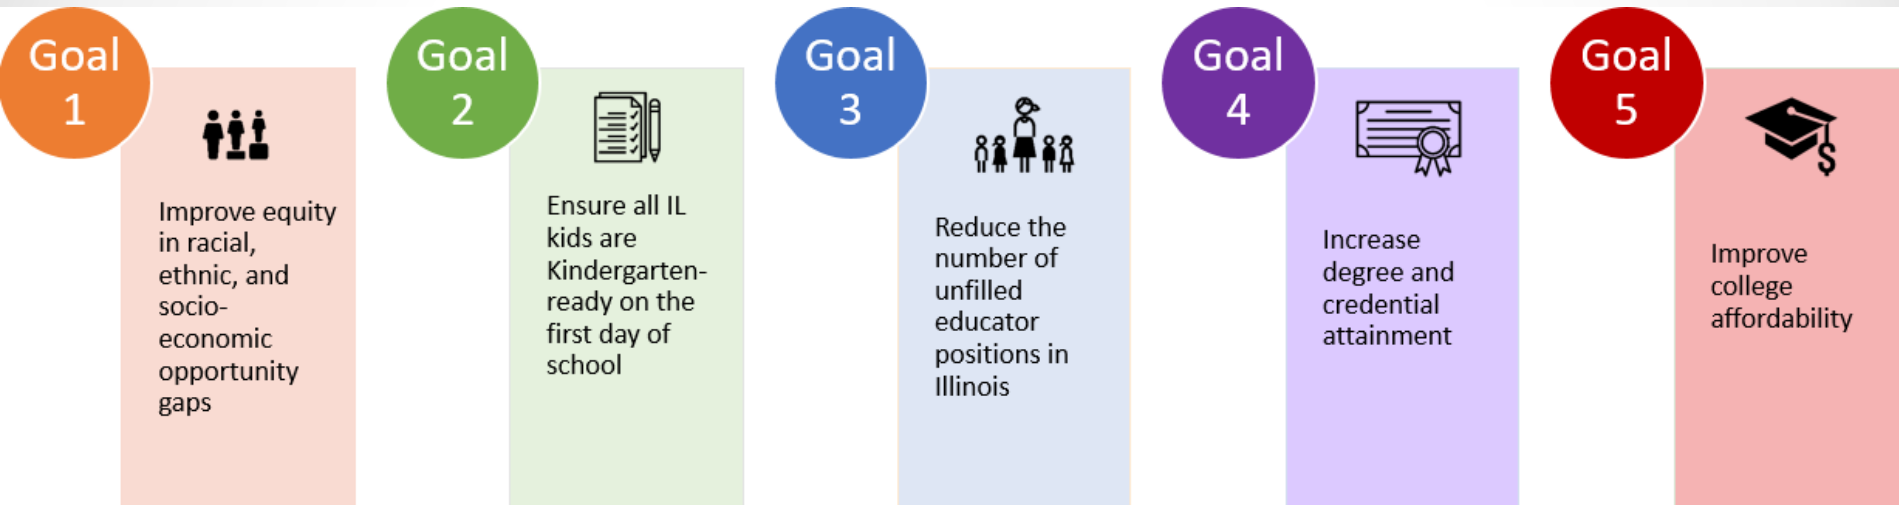 Goal
1
Improve equity
in racial,
ethnic, and
socio-
economic
opportunity
gaps
Goal
2
Ensure all IL
kids are
Kindergarten-
ready on the
first day of
school
Goal
3
Reduce the
number of
unfilled
educator
positions in
Illinois
Goal
4
Increase
degree and
credential
attainment
Goal
5
$
Improve
college
affordability